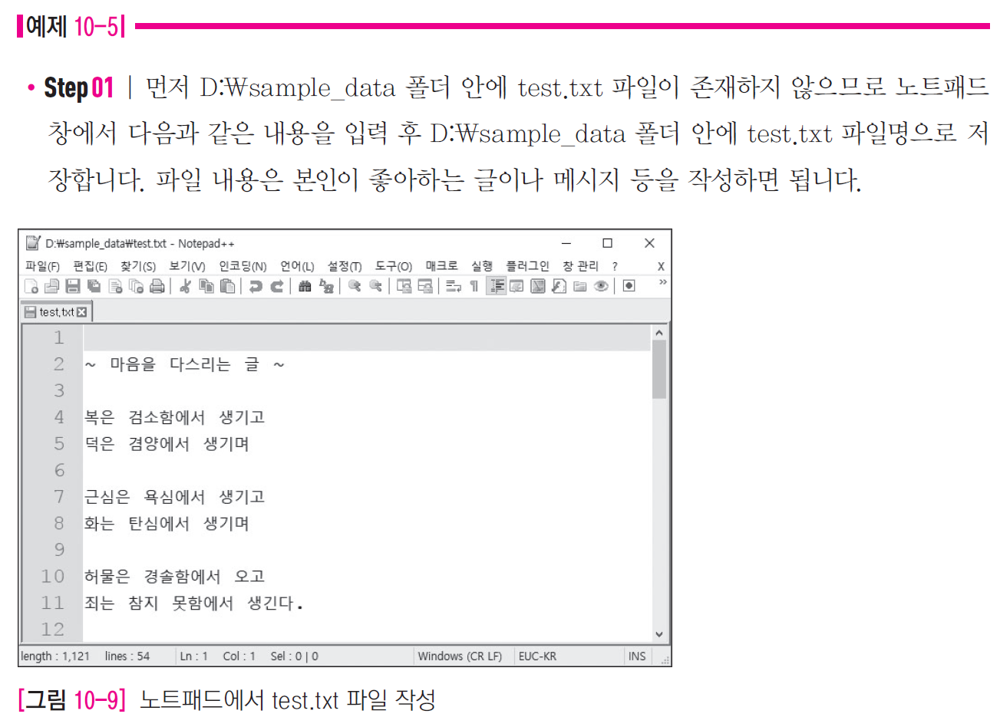 예제 10-5
• Step 01 | 먼저 D:₩sample_data 폴더 안에 test.txt 파일이 존재하지 않으므로 노트패드
창에서 다음과 같은 내용을 입력 후 D:₩sample_data 폴더 안에 test.txt 파일명으로 저
장합니다. 파일 내용은 본인이 좋아하는 글이나 메시지 등을 작성하면 됩니다.
D:₩sample_data₩test.txt - Notepad++
파일(F) 편집(E) 찾기(S) 보기(V) 인코딩(N) 언어(L) 설정(T) 도구(O) 매크로 실행 플러그인 창 관리 ? X
test.txt
1
2 ~ 마음을 다스리는 글 ~
3
4 복은 검소함에서 생기고
5 덕은 겸양에서 생기며
6
7 근심은 욕심에서 생기고
8 화는 탄심에서 생기며
9
10 허물은 경솔함에서 오고
11 죄는 참지 못함에서 생긴다.
12
length : 1,121 lines : 54 Ln : 1 Col : 1 Sel : 0 | 0 Windows (CR LF) EUC-KR INS
[그림 10-9] 노트패드에서 test.txt 파일 작성